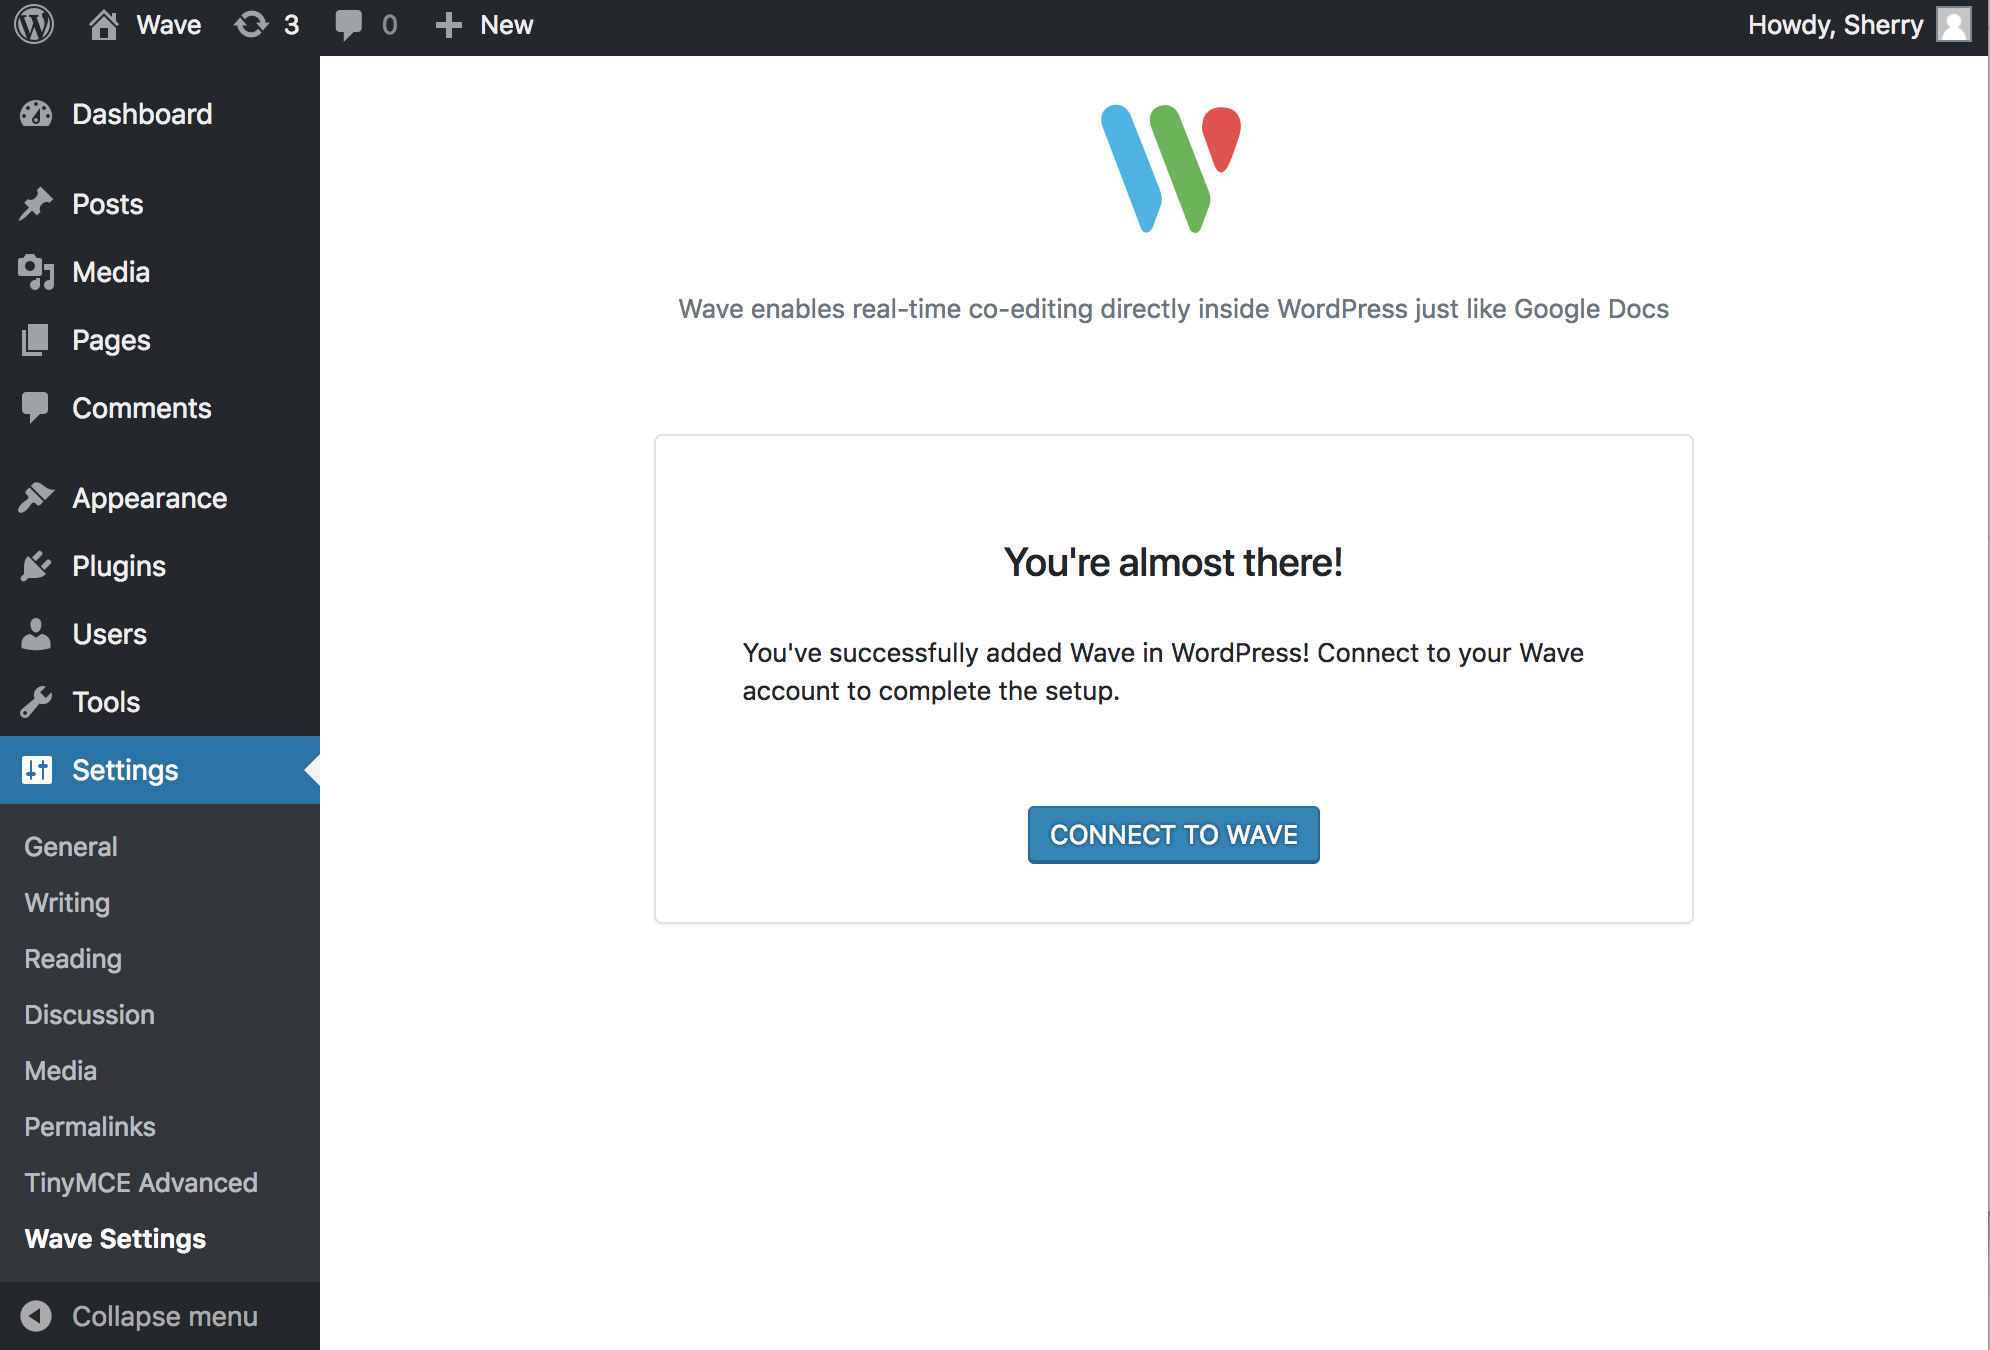 Wave 3 0 New Howdy, Sherry
Dashboard
Posts
Media
Pages
Comments
Appearance
Plugins
Users
Tools
Settings
General
Writing
Reading
Discussion
Media
Permalinks
TinyMCE Advanced
Wave Settings
Collapse menu
Wave enables real-time co-editing directly inside WordPress just like Google Docs
You're almost there!
You've successfully added Wave in WordPress! Connect to your Wave
account to complete the setup.
CONNECT TO WAVE